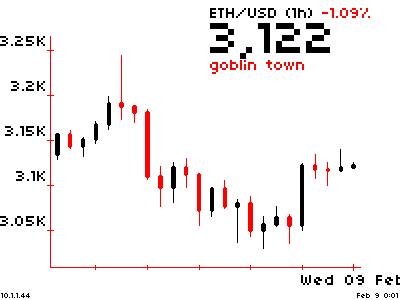 ETH/USD (1h) -1.09%
3,122
goblin town
3.25K
3.2K
3.15K
3.1K
3.05K
Wed 09 Feb
10.1.1.44
Feb 9 0:01